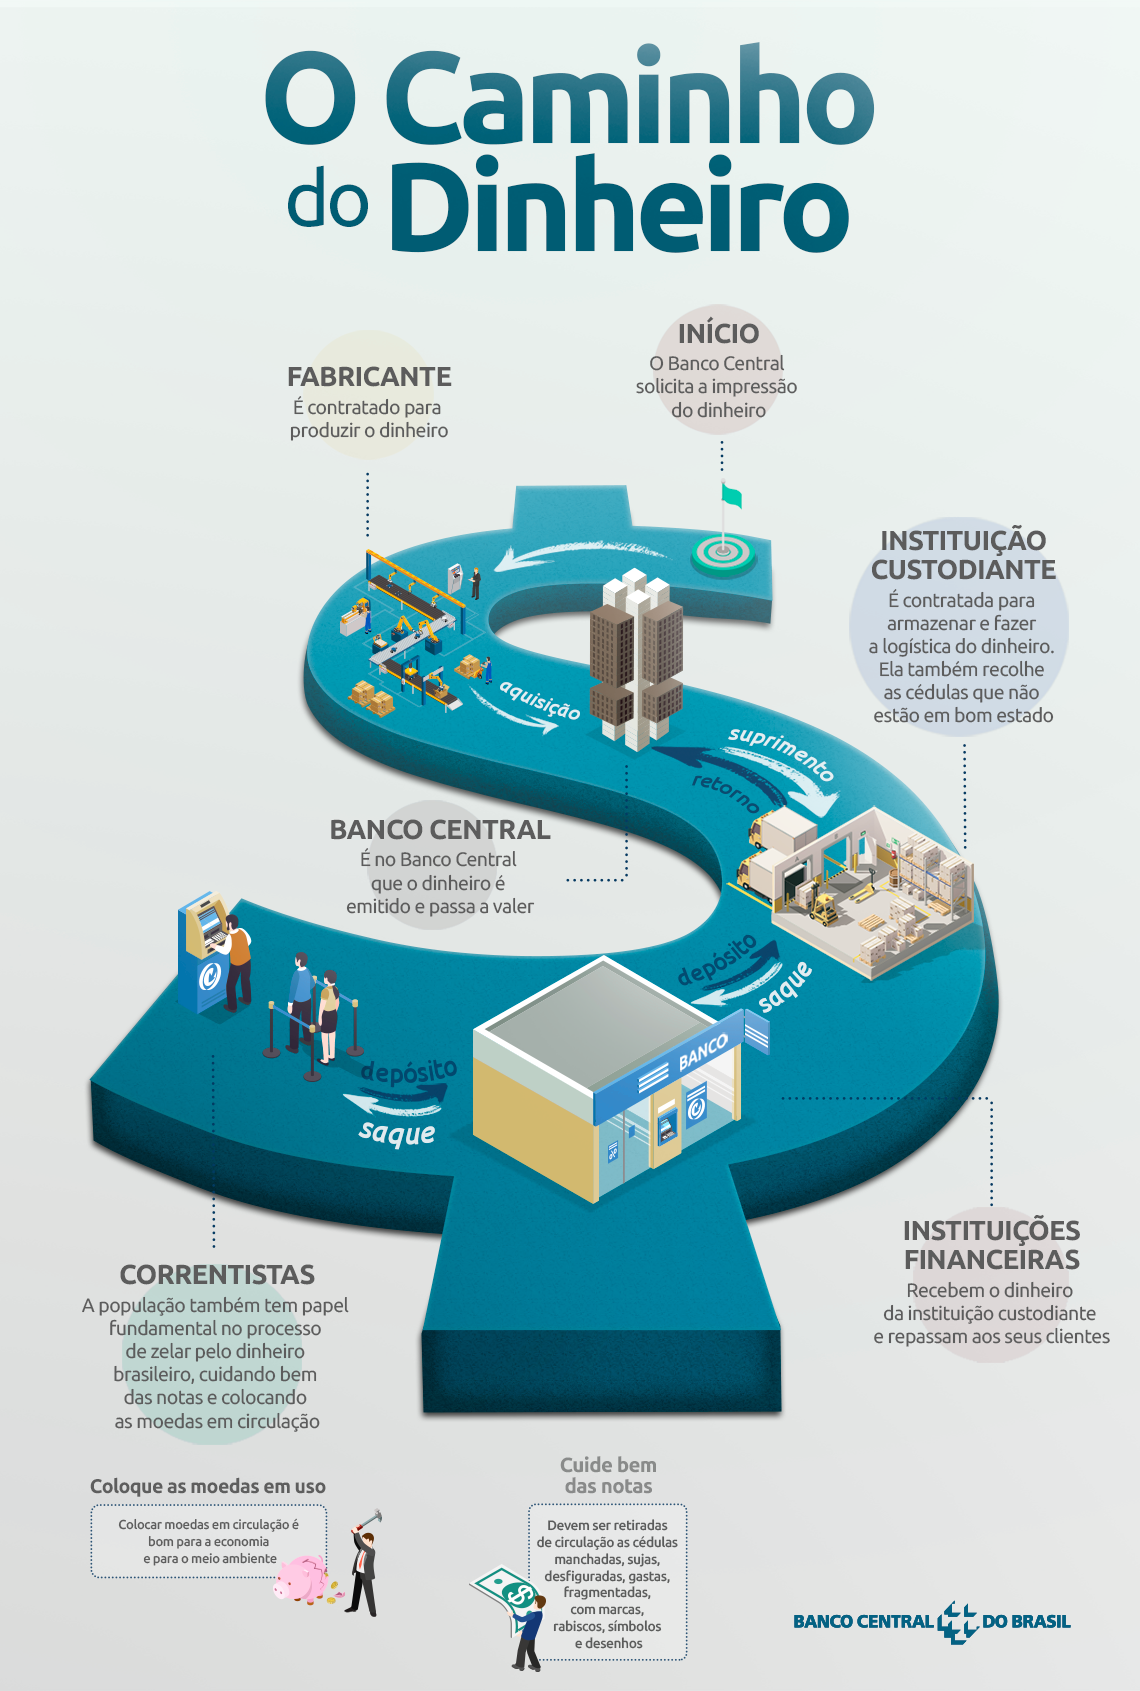 O Caminho
do Dinheiro
INÍCIO
O Banco Central
solicita a impressão
do dinheiro
FABRICANTE
É contratado para
produzir o dinheiro
INSTITUIÇÃO
CUSTODIANTE
É contratada para
armazenar e fazer
a logística do dinheiro.
Ela também recolhe
as cédulas que não
estão em bom estado
aquisição
suprimento
retorno
BANCO CENTRAL
É no Banco Central
que o dinheiro é
emitido e passa a valer
depósito
saque
BANCO
depósito
saque
INSTITUIÇÕES
FINANCEIRAS
Recebem o dinheiro
da instituição custodiante
e repassam aos seus clientes
CORRENTISTAS
A população também tem papel
fundamental no processo
de zelar pelo dinheiro
brasileiro, cuidando bem
das notas e colocando
as moedas em circulação
Coloque as moedas em uso
Colocar moedas em circulação é
bom para a economia
e para o meio ambiente
Cuide bem
das notas
Devem ser retiradas
de circulação as cédulas
manchadas, sujas,
desfiguradas, gastas,
fragmentadas,
com marcas,
rabiscos, símbolos
e desenhos
$
BANCO CENTRAL DO BRASIL